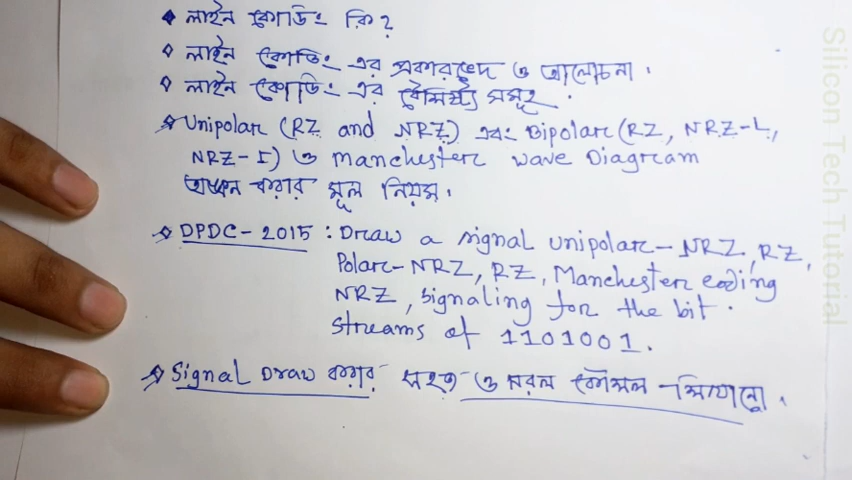 লাইন কোডিং কি?
লাইন কোডিং এর প্রকারভেদ ও আলোচনা।
লাইন কোডিং এর বৈশিষ্ট্য সমূহ.
Unipolar (RZ and NRZ) এবং Bipolar (RZ, NRZ-L,
NRZ-I) ও Manchester wave Diagram
অঙ্কন করার মূল নিয়ম.
DPDC-2015: Draw a signal unipolar-NRZ, RZ,
Polar-NRZ, RZ, Manchester coding
NRZ, signaling for the bit.
streams of 1101001.
Signal Draw করার সহজ ও সরল কৌসল শিখানো.
Silicon Tech Tutorial